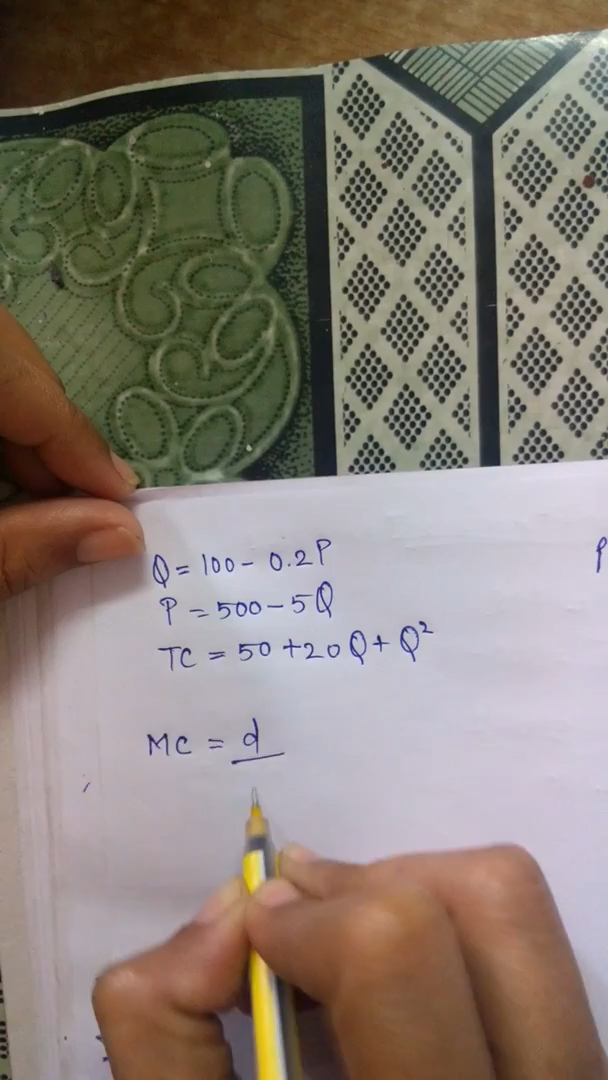 Q = 100 - 0.2P
P = 500 - 5Q
TC = 50 + 20Q + Q²
MC = d
P